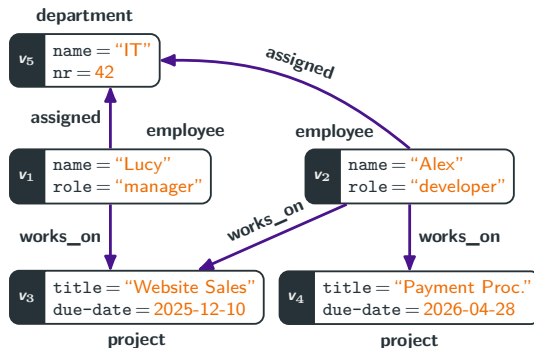 department
v5
name = “IT”
nr = 42
assigned
assigned
employee
employee
v1
name = “Lucy”
role = “manager”
v2
name = “Alex”
role = “developer”
works_on
works_on
works_on
v3
title = “Website Sales”
due-date = 2025-12-10
v4
title = “Payment Proc.”
due-date = 2026-04-28
project
project